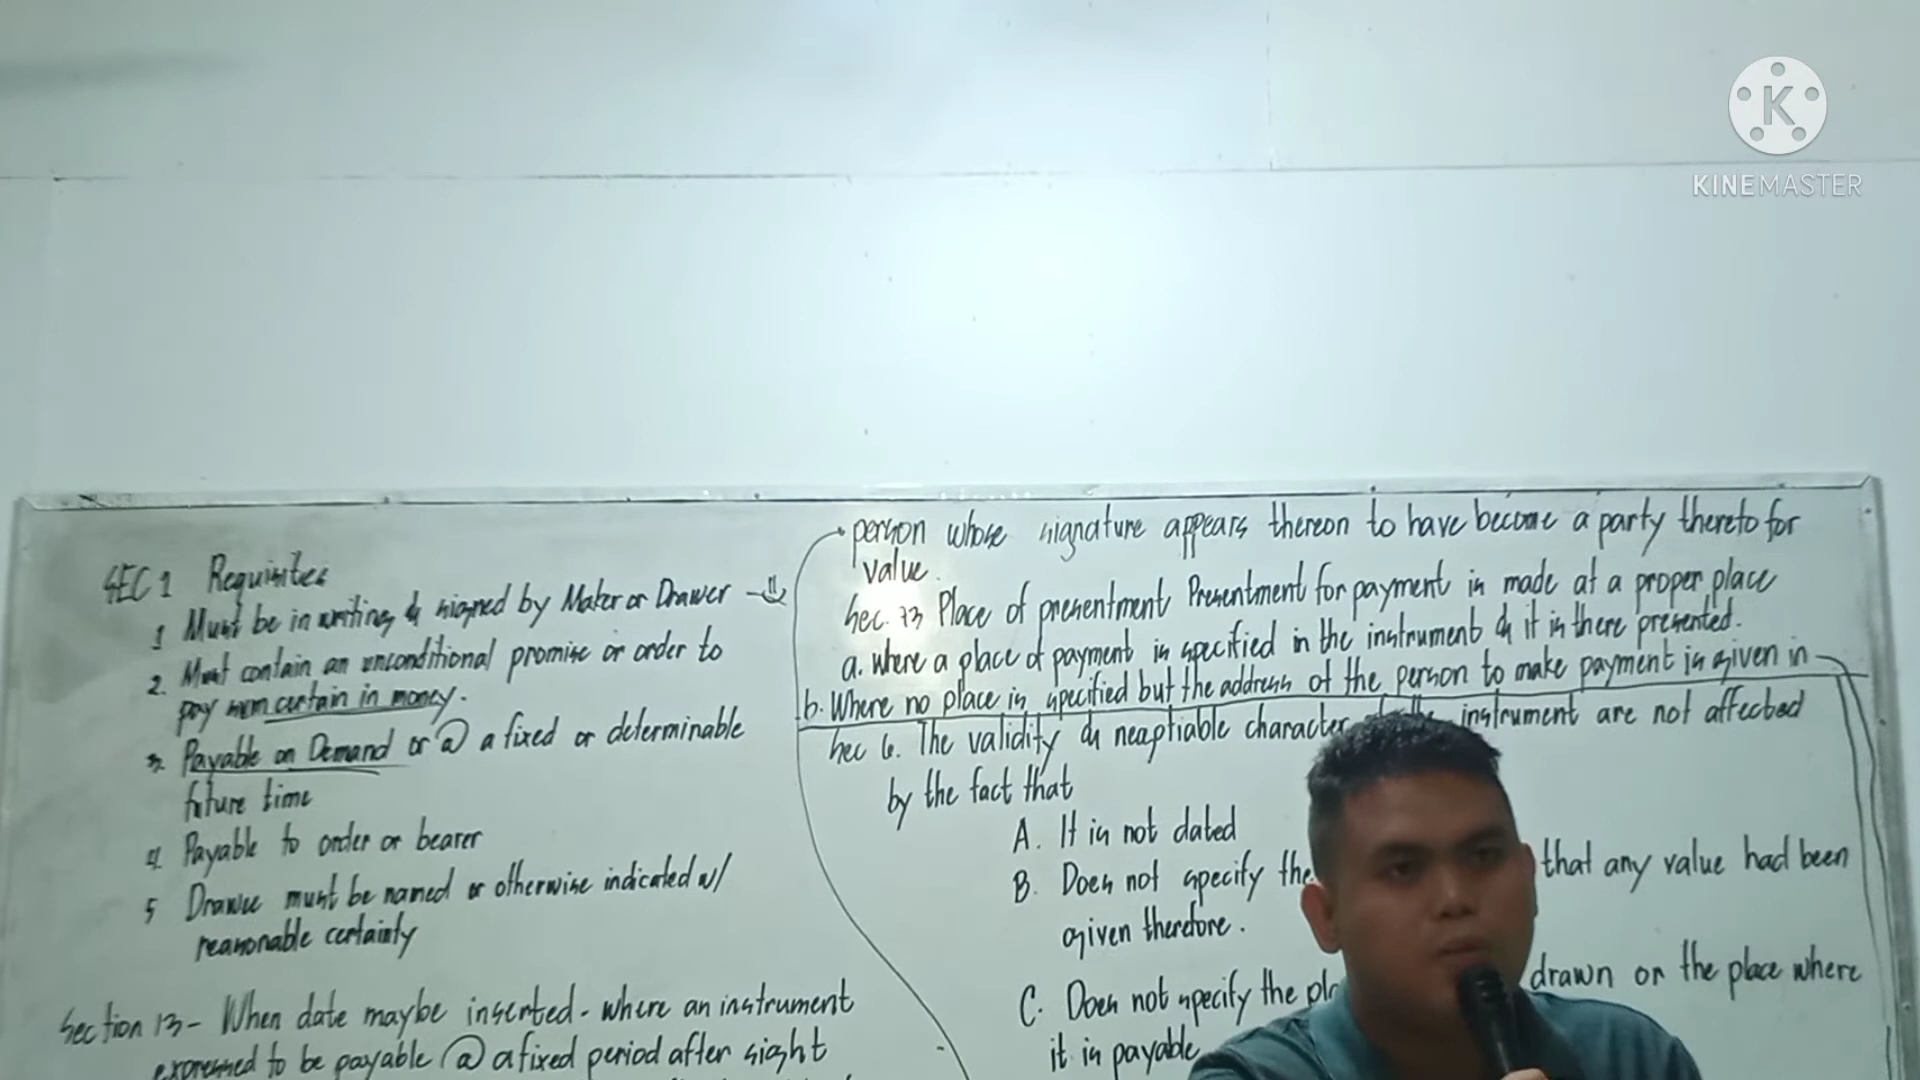 SEC 1 Requisites
1 Must be in writing & signed by Maker or Drawer
2. Must contain an unconditional promise or order to
pay sum certain in money.
3. Payable on Demand or @ a fixed or determinable
future time
4 Payable to order or bearer
5 Drawee must be named or otherwise indicated w/
reasonable certainty
Section 13- When date maybe inserted- where an instrument
expressed to be payable @ a fixed period after sight
person whose signature appears thereon to have become a party thereto for
value.
Sec. 73 Place of presentment Presentment for payment is made at a proper place
a. where a place of payment is specified in the instrument & it is there presented.
b. Where no place is specified but the address of the person to make payment is given in
Sec 6. The validity & negotiable character instrument are not affected
by the fact that
A. It is not dated
B. Does not specify the that any value had been
given therefore.
C. Does not specify the drawn or the place where
it is payable
K
KINEMASTER